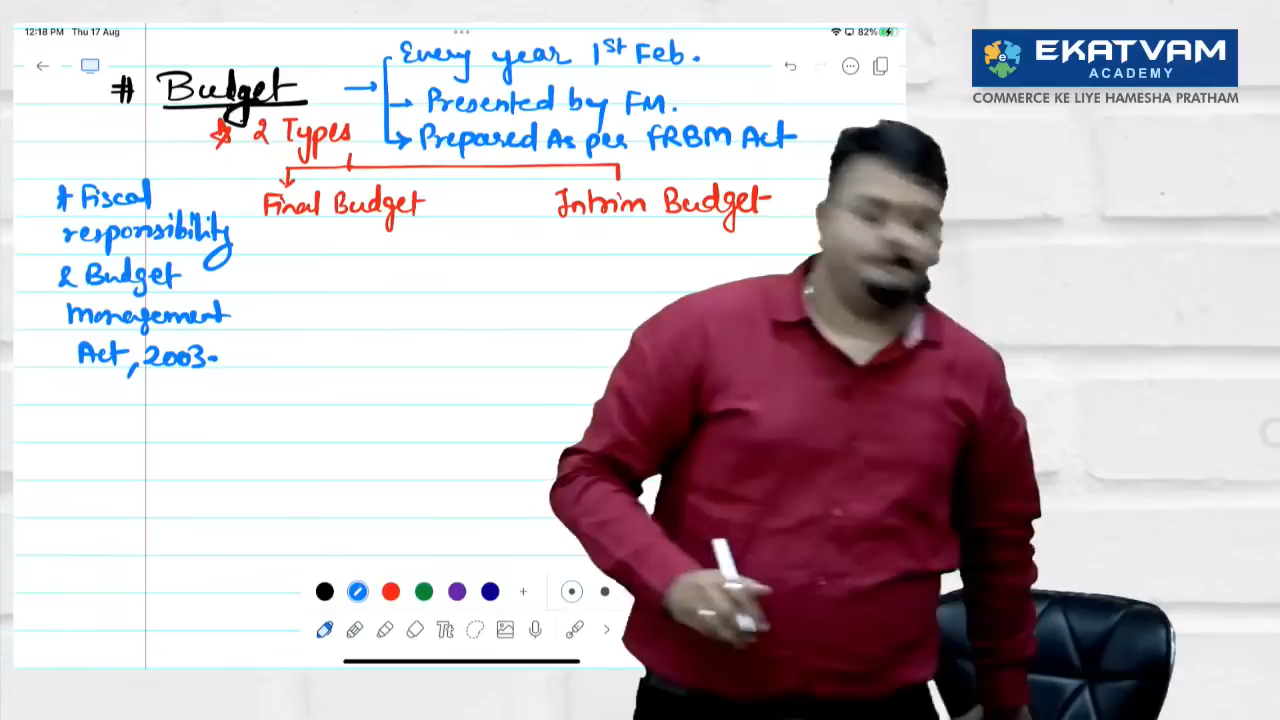 12:18 PM Thu 17 Aug
82%
# Budget
Every year 1st Feb.
Presented by FM.
Prepared As per FRBM Act
2 Types
Final Budget
Intrim Budget
* Fiscal
responsibility
& Budget
Management
Act, 2003.
Tt
EKATVAM
ACADEMY
COMMERCE KE LIYE HAMESHA PRATHAM